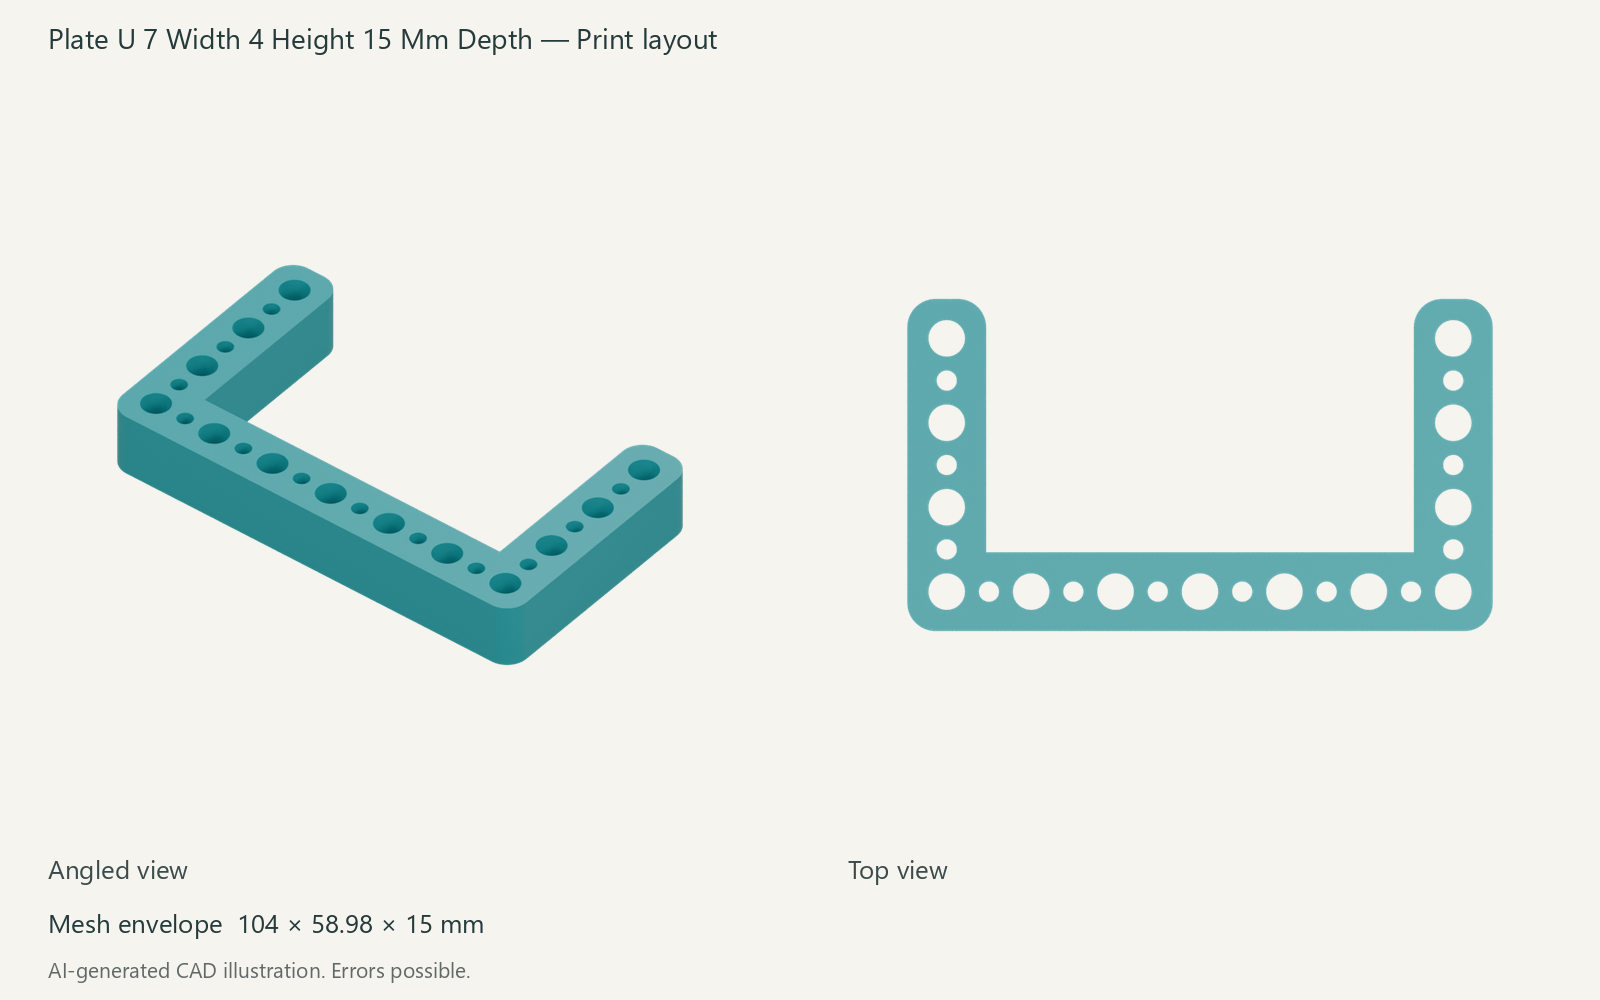 Plate U 7 Width 4 Height 15 Mm Depth — Print layout
Angled view
Top view
Mesh envelope 104 × 58.98 × 15 mm
AI-generated CAD illustration. Errors possible.